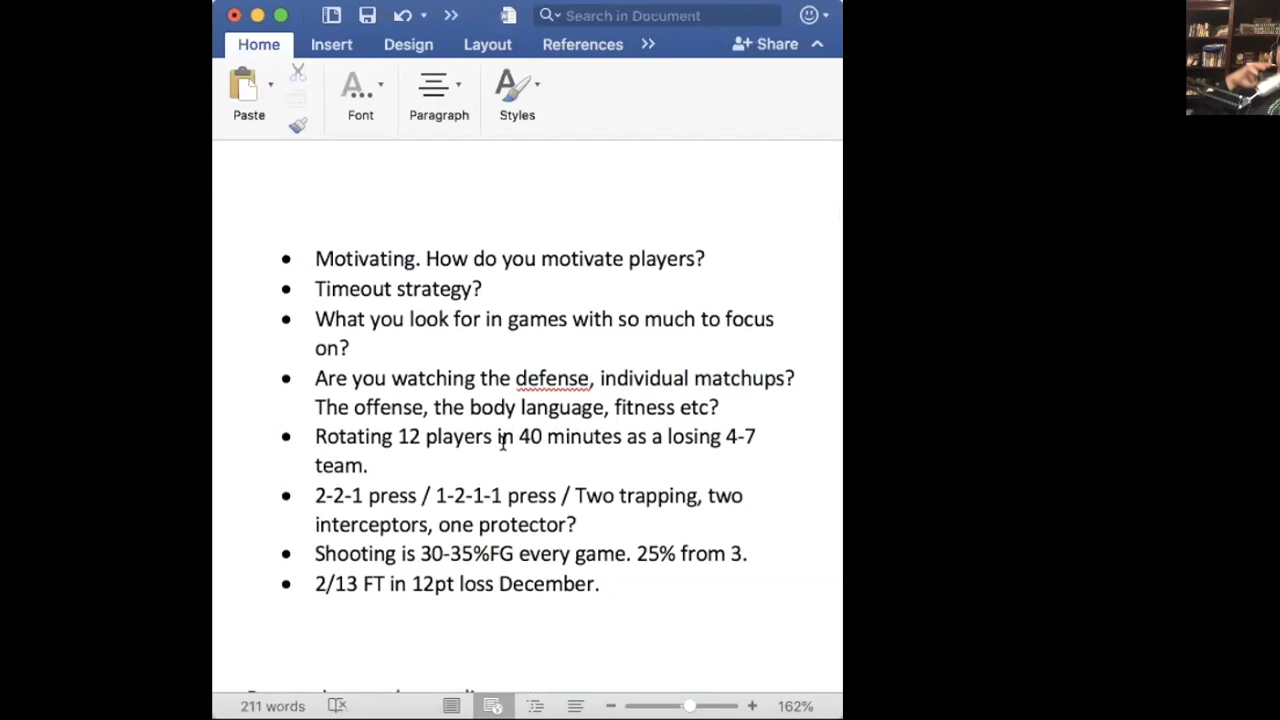 Search in Document
Home Insert Design Layout References Share
Paste Font Paragraph Styles
• Motivating. How do you motivate players?
• Timeout strategy?
• What you look for in games with so much to focus
on?
• Are you watching the defense, individual matchups?
The offense, the body language, fitness etc?
• Rotating 12 players in 40 minutes as a losing 4-7
team.
• 2-2-1 press / 1-2-1-1 press / Two trapping, two
interceptors, one protector?
• Shooting is 30-35%FG every game. 25% from 3.
• 2/13 FT in 12pt loss December.
211 words 162%